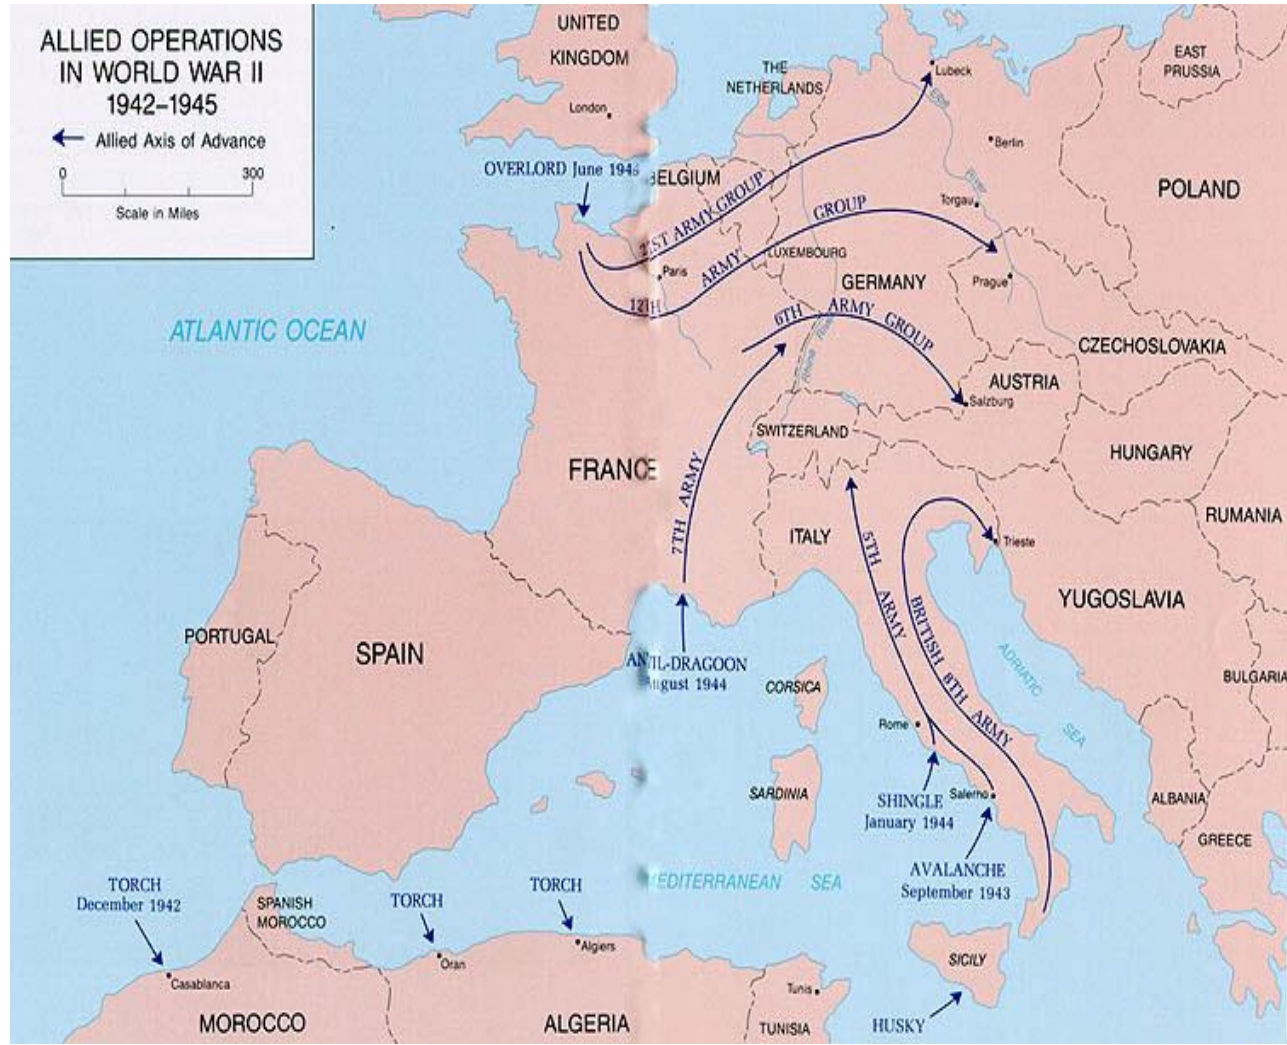 ALLIED OPERATIONS
IN WORLD WAR II
1942–1945
Allied Axis of Advance
0 300
Scale in Miles
UNITED
KINGDOM
London
THE
NETHERLANDS
Lubeck
Elbe
River
EAST
PRUSSIA
Berlin
OVERLORD June 194
BELGIUM
POLAND
Torgau
21ST ARMY GROUP
12TH ARMY GROUP
Paris
LUXEMBOURG
GERMANY
Prague
6TH ARMY GROUP
Rhine River
CZECHOSLOVAKIA
ATLANTIC OCEAN
AUSTRIA
Salzburg
SWITZERLAND
HUNGARY
FRANCE
7TH ARMY
RUMANIA
ITALY
5TH ARMY
Trieste
BRITISH 8TH ARMY
YUGOSLAVIA
PORTUGAL
SPAIN
ANVIL-DRAGOON
August 1944
CORSICA
ADRIATIC
SEA
BULGARIA
Rome
SARDINIA
SHINGLE
January 1944
Salerno
ALBANIA
GREECE
AVALANCHE
September 1943
MEDITERRANEAN SEA
TORCH
December 1942
SPANISH
MOROCCO
TORCH
TORCH
Casablanca
Oran
Algiers
SICILY
Tunis
MOROCCO
ALGERIA
TUNISIA
HUSKY